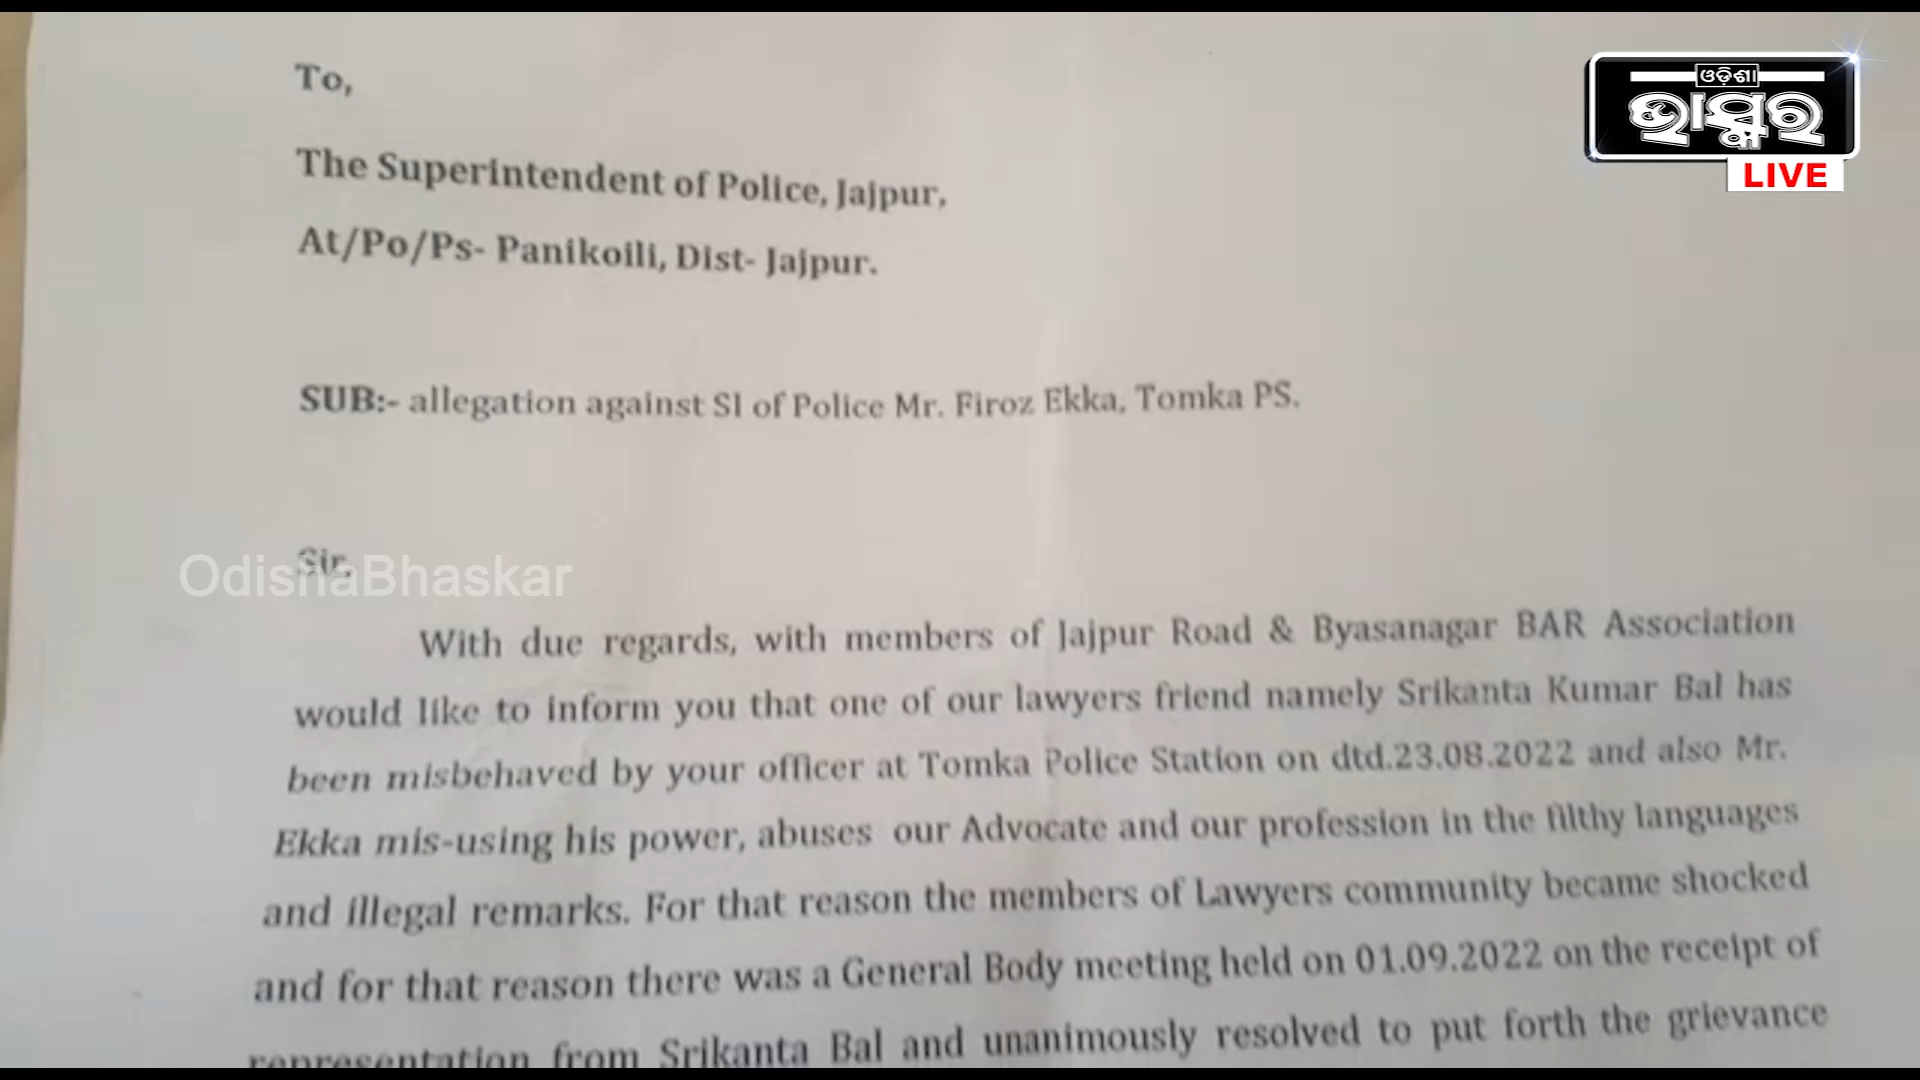 To,
ଓଡ଼ିଶା
ଭାସ୍କର
LIVE
The Superintendent of Police, Jajpur,
At/Po/Ps- Panikoili, Dist- Jajpur.
SUB:- allegation against SI of Police Mr. Firoz Ekka, Tomka PS.
Sir,
OdishaBhaskar
With due regards, with members of Jajpur Road & Byasanagar BAR Association
would like to inform you that one of our lawyers friend namely Srikanta Kumar Bal has
been misbehaved by your officer at Tomka Police Station on dtd.23.08.2022 and also Mr.
Ekka mis-using his power, abuses our Advocate and our profession in the filthy languages
and illegal remarks. For that reason the members of Lawyers community became shocked
and for that reason there was a General Body meeting held on 01.09.2022 on the receipt of
representation from Srikanta Bal and unanimously resolved to put forth the grievance